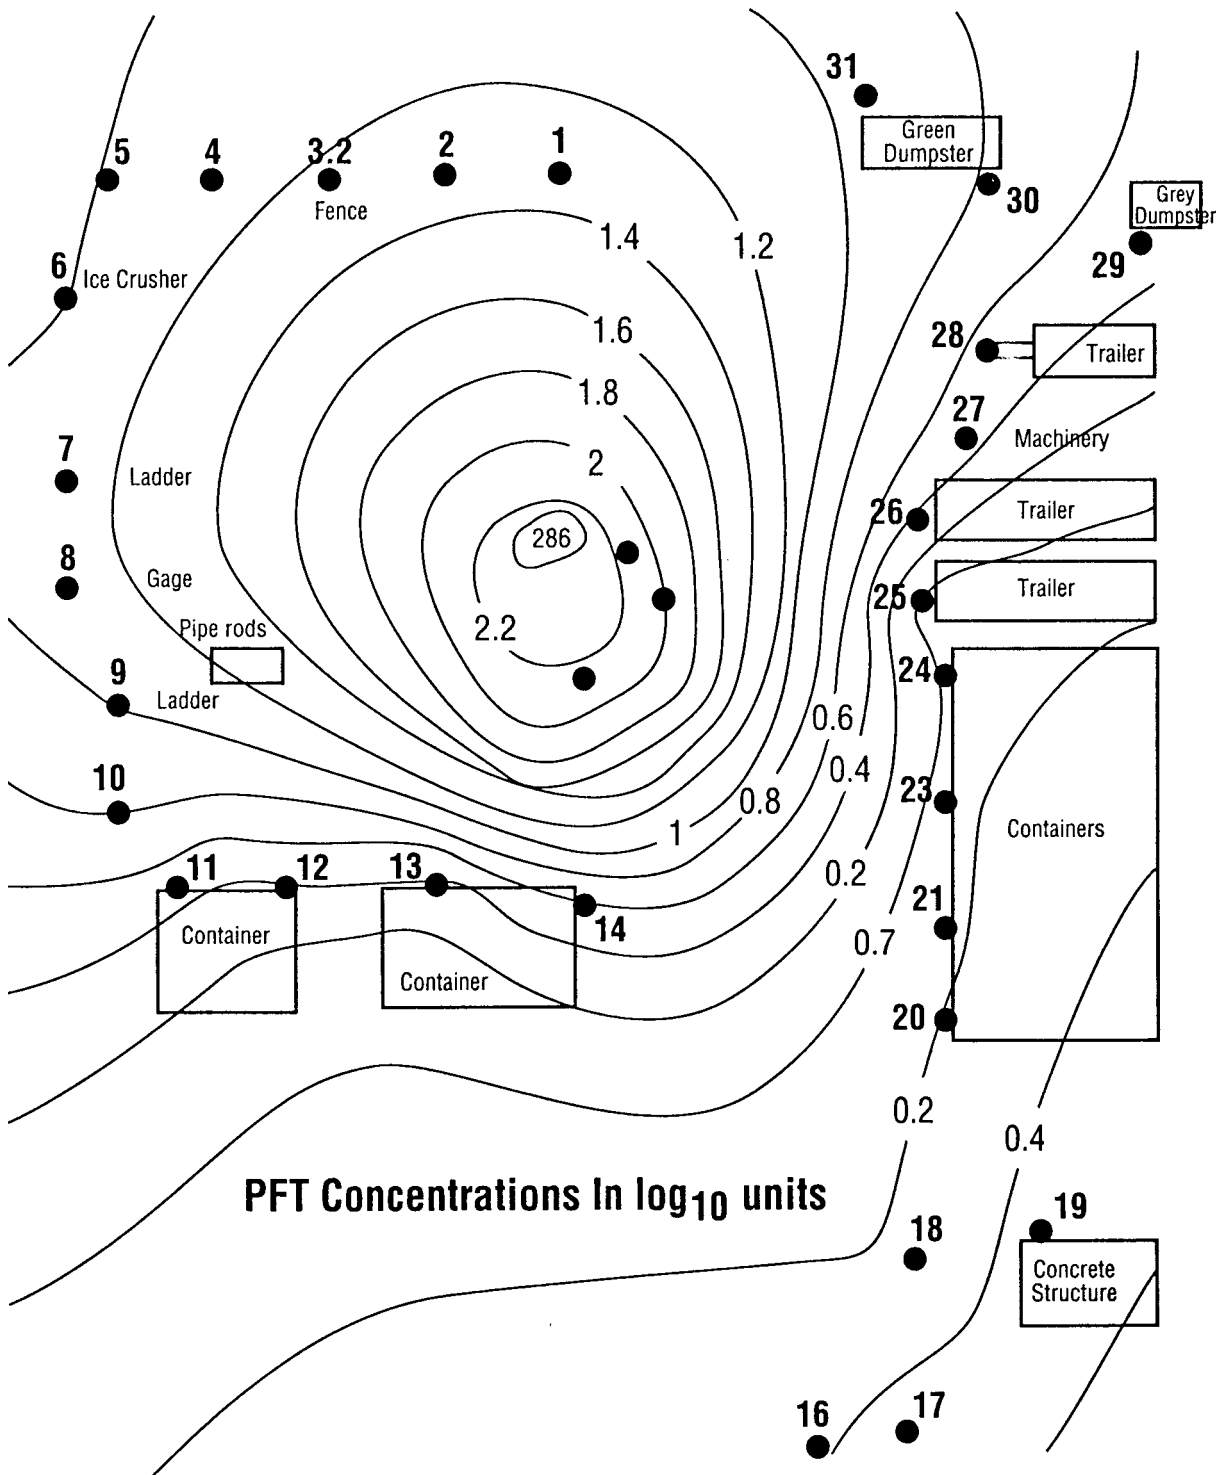 31
Green
Dumpster
5
4
3.2
2
1
Grey
Dumpster
30
Fence
1.4
1.2
29
6
Ice Crusher
1.6
28
Trailer
1.8
27
Machinery
7
Ladder
2
26
Trailer
286
8
Gage
25
Trailer
2.2
Pipe rods
9
Ladder
24
0.6
10
0.4
23
0.8
1
Containers
11
12
13
0.2
21
14
Container
0.7
Container
20
0.2
0.4
PFT Concentrations In log10 units
18
19
Concrete
Structure
16
17